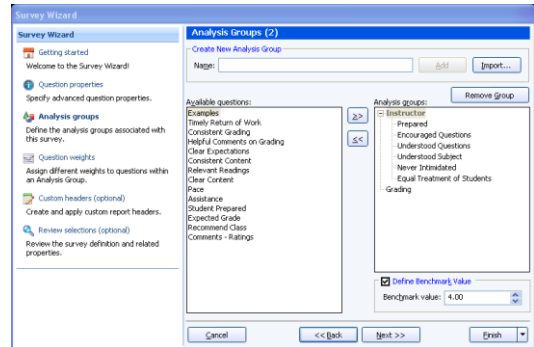 Survey Wizard
Survey Wizard
Getting started
Welcome to the Survey Wizard!
Question properties
Specify advanced question properties.
Analysis groups
Define the analysis groups associated with
this survey.
Question weights
Assign different weights to questions within
an Analysis Group.
Custom headers (optional)
Create and apply custom report headers.
Review selections (optional)
Review the survey definition and related
properties.
Analysis Groups (2)
Create New Analysis Group
Name:
Add
Import...
Remove Group
Available questions:
Examples
Timely Return of Work
Consistent Grading
Helpful Comments on Grading
Clear Expectations
Consistent Content
Relevant Readings
Clear Content
Pace
Assistance
Student Prepared
Expected Grade
Recommend Class
Comments - Ratings
>>
<<
Analysis groups:
Instructor
Prepared
Encouraged Questions
Understood Questions
Understood Subject
Never Intimidated
Equal Treatment of Students
Grading
Define Benchmark Value
Benchmark value: 4.00
Cancel
<< Back
Next >>
Finish